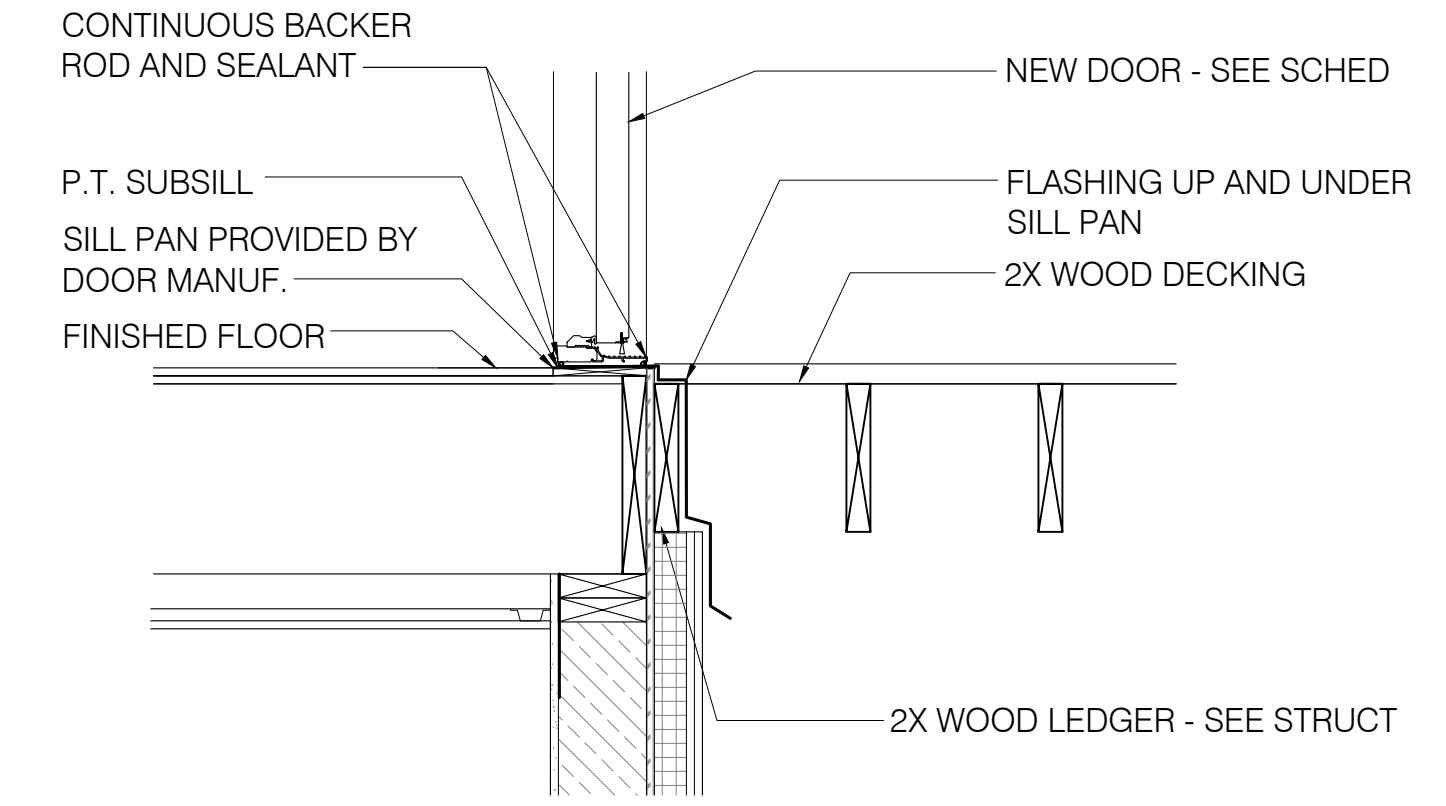 CONTINUOUS BACKER
ROD AND SEALANT
P.T. SUBSILL
SILL PAN PROVIDED BY
DOOR MANUF.
FINISHED FLOOR
NEW DOOR - SEE SCHED
FLASHING UP AND UNDER
SILL PAN
2X WOOD DECKING
2X WOOD LEDGER - SEE STRUCT